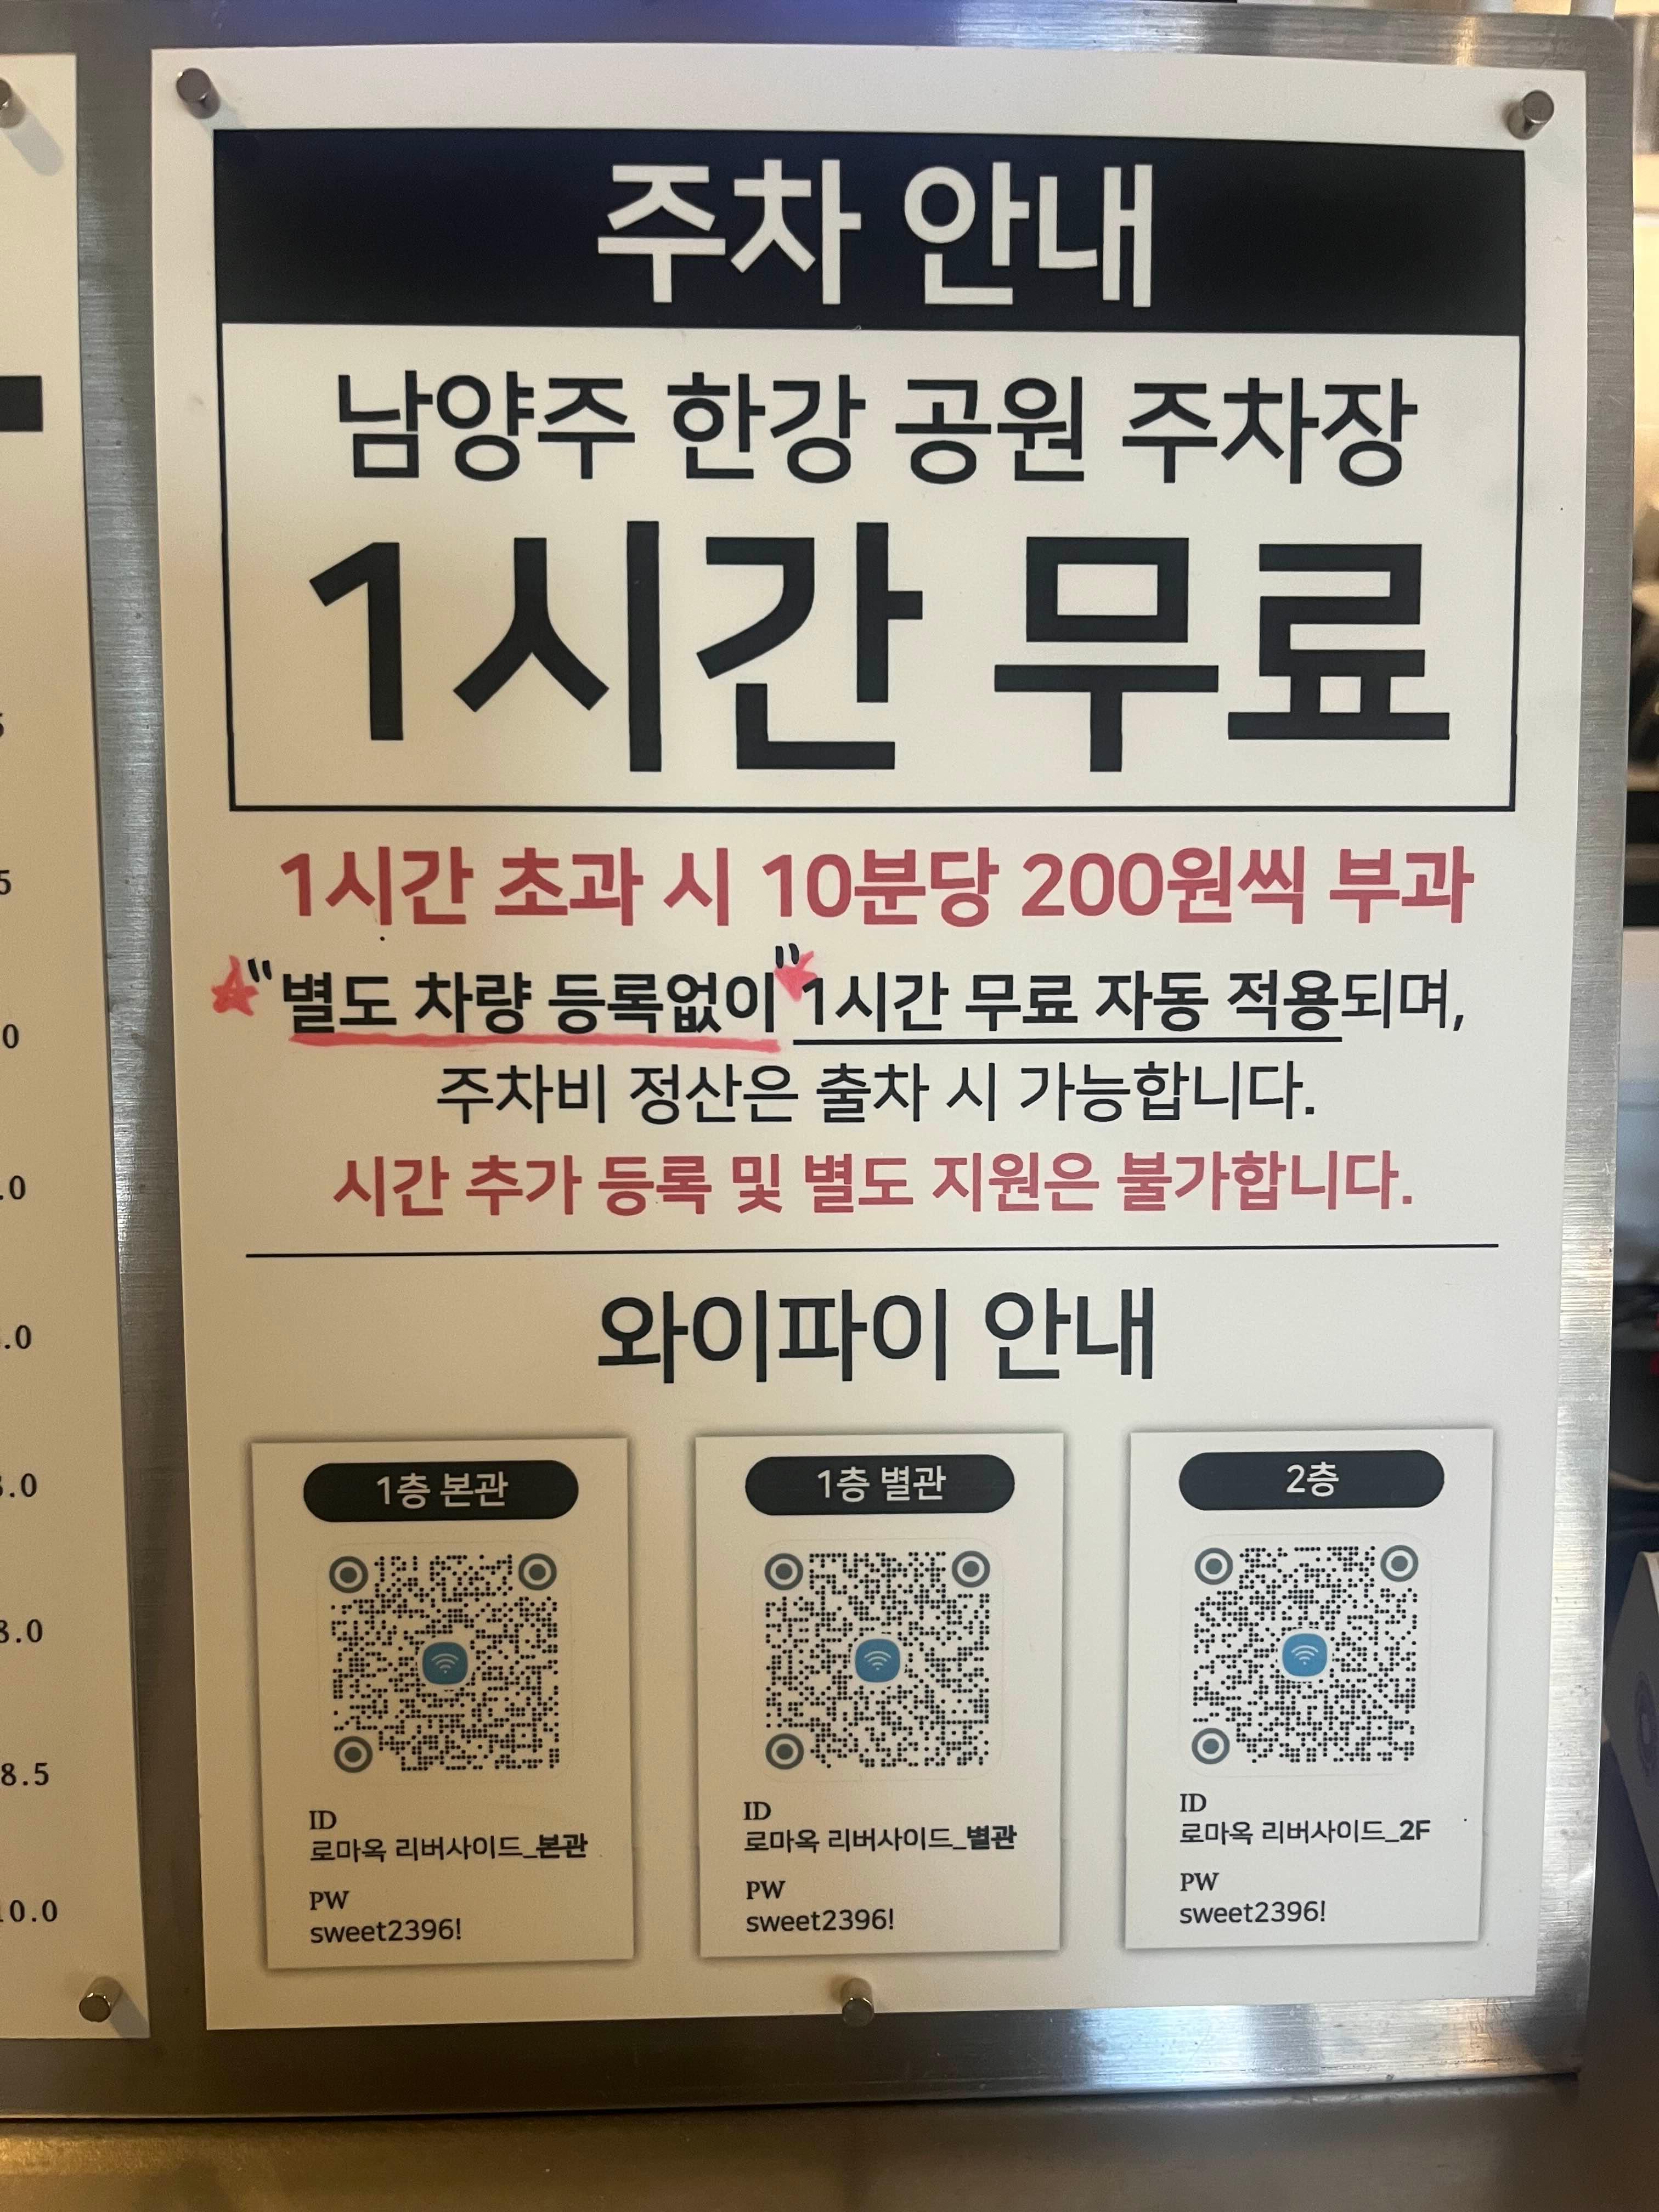 주차 안내
남양주 한강 공원 주차장
1시간 무료
1시간 초과 시 10분당 200원씩 부과
"별도 차량 등록없이" 1시간 무료 자동 적용되며,
주차비 정산은 출차 시 가능합니다.
시간 추가 등록 및 별도 지원은 불가합니다.
와이파이 안내
1층 본관
ID
로마옥 리버사이드_본관
PW
sweet2396!
1층 별관
ID
로마옥 리버사이드_별관
PW
sweet2396!
2층
ID
로마옥 리버사이드_2F
PW
sweet2396!
8.5